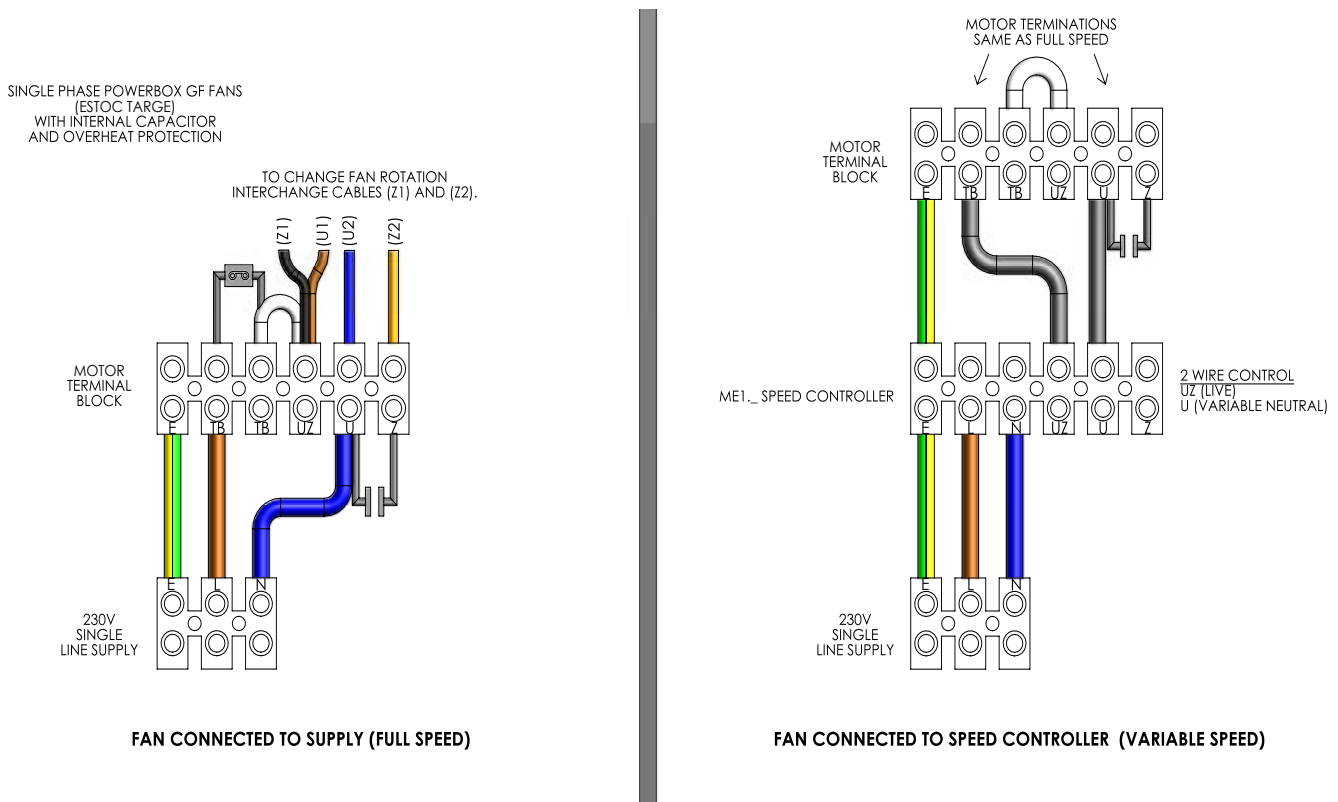 SINGLE PHASE POWERBOX GF FANS
(ESTOC TARGE)
WITH INTERNAL CAPACITOR
AND OVERHEAT PROTECTION
TO CHANGE FAN ROTATION
INTERCHANGE CABLES (Z1) AND (Z2).
(Z1) (U1) (U2) (Z2)
MOTOR
TERMINAL
BLOCK
E TB TB UZ U Z
E L N
230V
SINGLE
LINE SUPPLY
FAN CONNECTED TO SUPPLY (FULL SPEED)
MOTOR TERMINATIONS
SAME AS FULL SPEED
MOTOR
TERMINAL
BLOCK
E TB TB UZ U Z
ME1._ SPEED CONTROLLER
E L N UZ U Z
2 WIRE CONTROL
UZ (LIVE)
U (VARIABLE NEUTRAL)
E L N
230V
SINGLE
LINE SUPPLY
FAN CONNECTED TO SPEED CONTROLLER (VARIABLE SPEED)